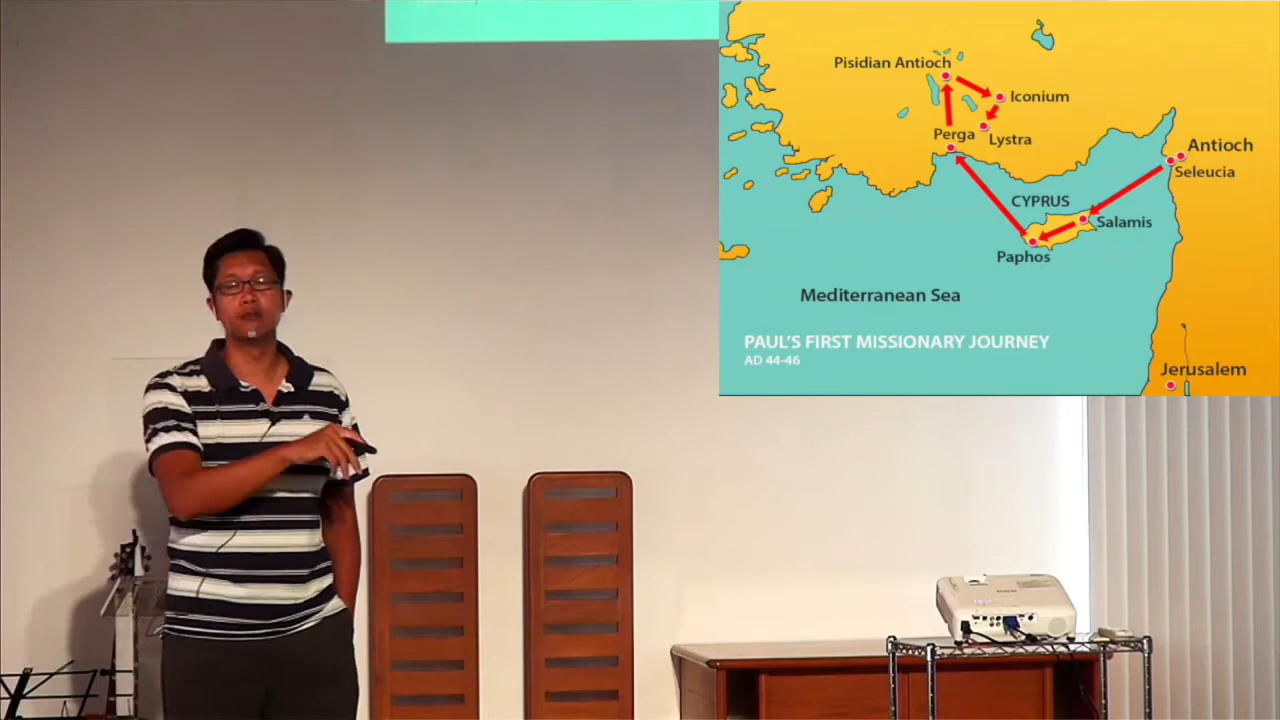 Pisidian Antioch
Iconium
Perga
Lystra
Antioch
Seleucia
CYPRUS
Salamis
Paphos
Mediterranean Sea
PAUL'S FIRST MISSIONARY JOURNEY
AD 44-46
Jerusalem